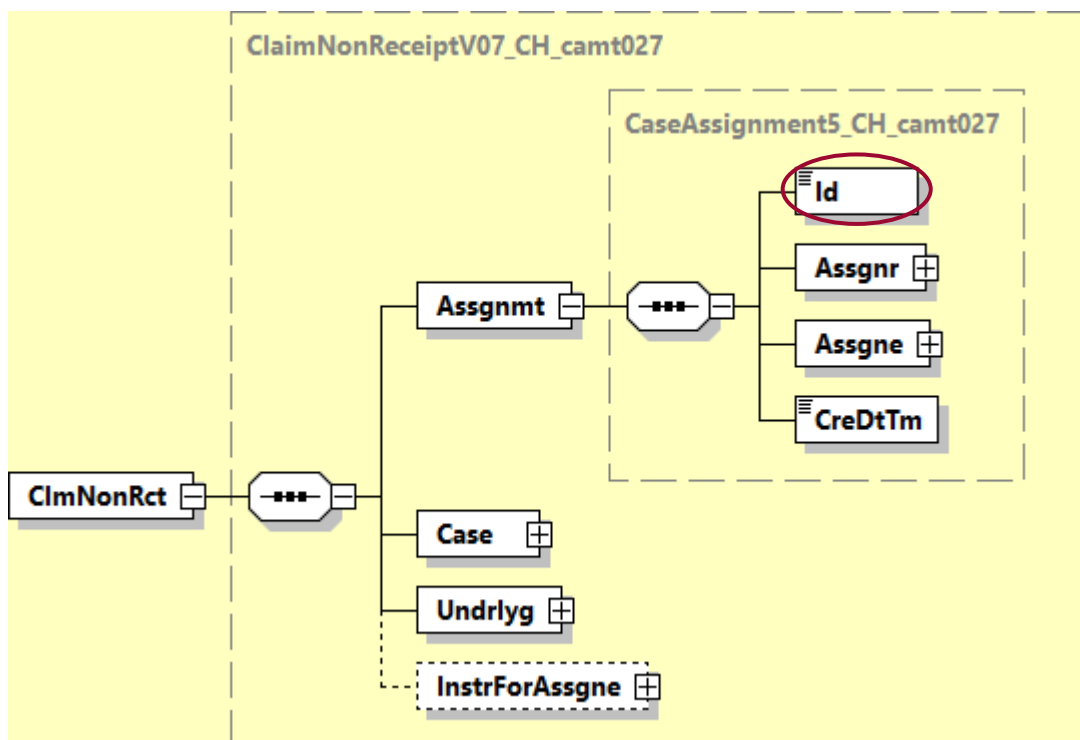 ClaimNonReceiptV07_CH_camt027
CaseAssignment5_CH_camt027
Id
Assgnr
Assgnmt
Assgne
CreDtTm
ClmNonRct
Case
Undrlyg
InstrForAssgne